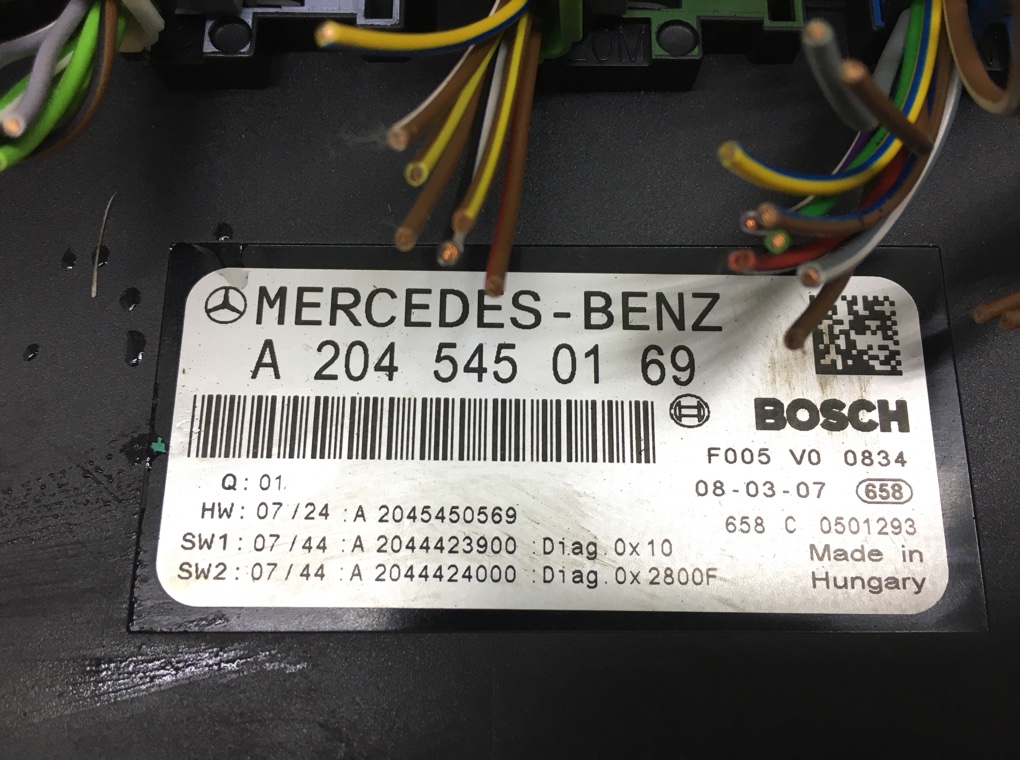 MERCEDES-BENZ
A 204 545 01 69
BOSCH
F005 V0 0834
Q: 01
08-03-07 658
HW: 07/24 :A 2045450569
658 C 0501293
SW1: 07/44 :A 2044423900 :Diag.0x10
Made in
SW2: 07/44 :A 2044424000 :Diag.0x2800F
Hungary